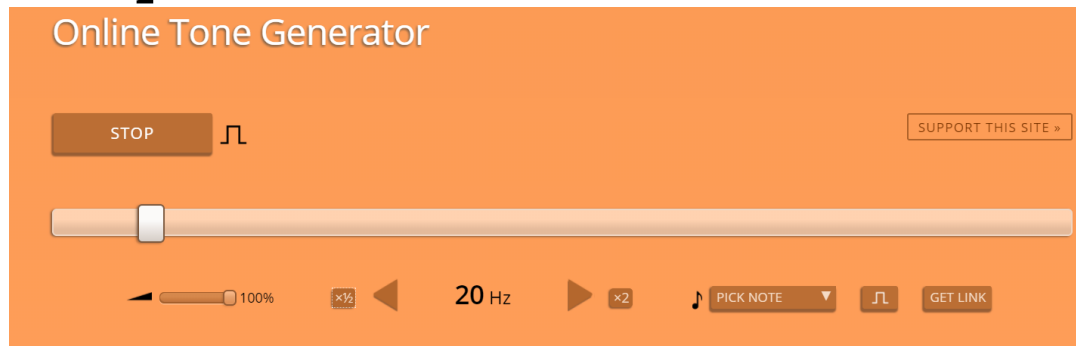 Online Tone Generator
STOP
SUPPORT THIS SITE »
100% ×½ 20 Hz ×2 PICK NOTE ▼ GET LINK